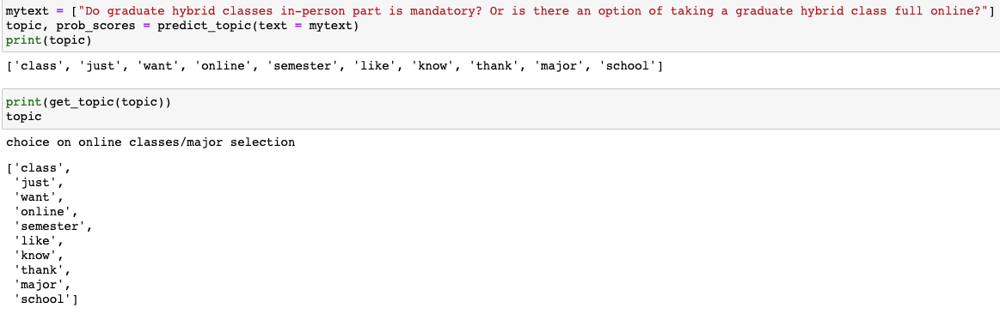 mytext = ["Do graduate hybrid classes in-person part is mandatory? Or is there an option of taking a graduate hybrid class full online?"]
topic, prob_scores = predict_topic(text = mytext)
print(topic)
['class', 'just', 'want', 'online', 'semester', 'like', 'know', 'thank', 'major', 'school']
print(get_topic(topic))
topic
choice on online classes/major selection
['class',
 'just',
 'want',
 'online',
 'semester',
 'like',
 'know',
 'thank',
 'major',
 'school']